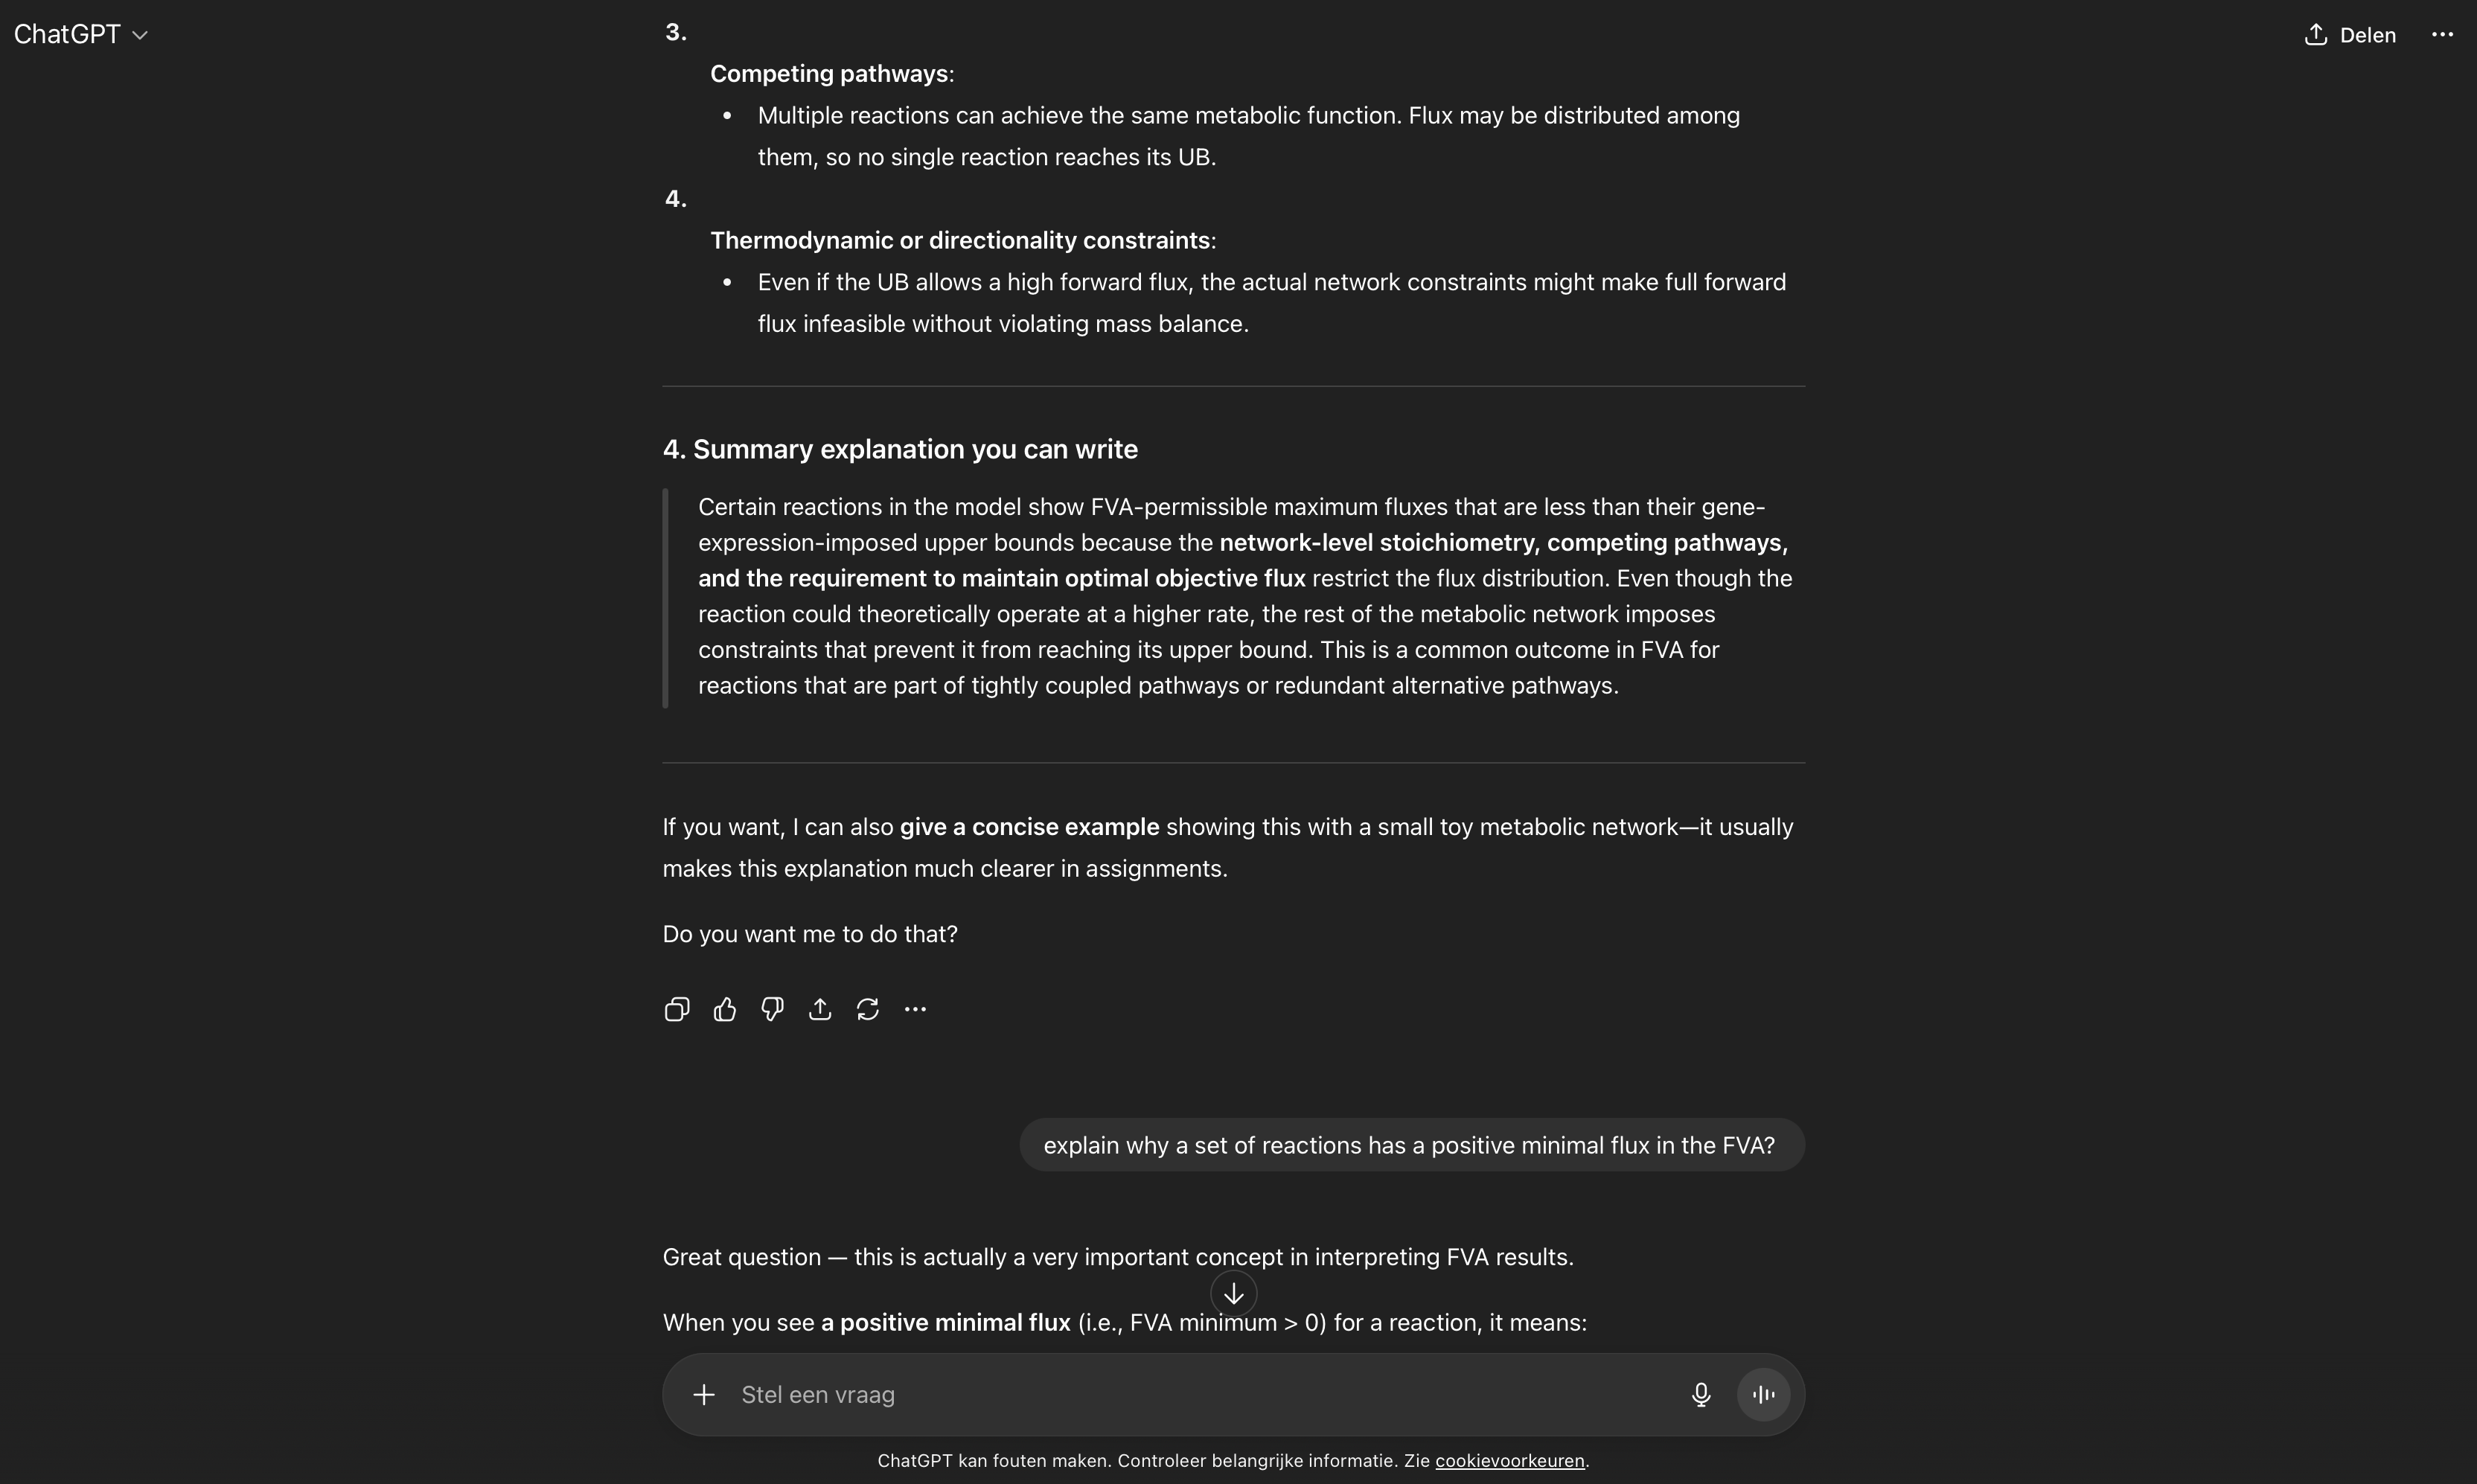 ChatGPT
Delen
3.
Competing pathways:
• Multiple reactions can achieve the same metabolic function. Flux may be distributed among
them, so no single reaction reaches its UB.
4.
Thermodynamic or directionality constraints:
• Even if the UB allows a high forward flux, the actual network constraints might make full forward
flux infeasible without violating mass balance.
4. Summary explanation you can write
Certain reactions in the model show FVA-permissible maximum fluxes that are less than their gene-
expression-imposed upper bounds because the network-level stoichiometry, competing pathways,
and the requirement to maintain optimal objective flux restrict the flux distribution. Even though the
reaction could theoretically operate at a higher rate, the rest of the metabolic network imposes
constraints that prevent it from reaching its upper bound. This is a common outcome in FVA for
reactions that are part of tightly coupled pathways or redundant alternative pathways.
If you want, I can also give a concise example showing this with a small toy metabolic network—it usually
makes this explanation much clearer in assignments.
Do you want me to do that?
explain why a set of reactions has a positive minimal flux in the FVA?
Great question — this is actually a very important concept in interpreting FVA results.
When you see a positive minimal flux (i.e., FVA minimum > 0) for a reaction, it means:
Stel een vraag
ChatGPT kan fouten maken. Controleer belangrijke informatie. Zie cookievoorkeuren.